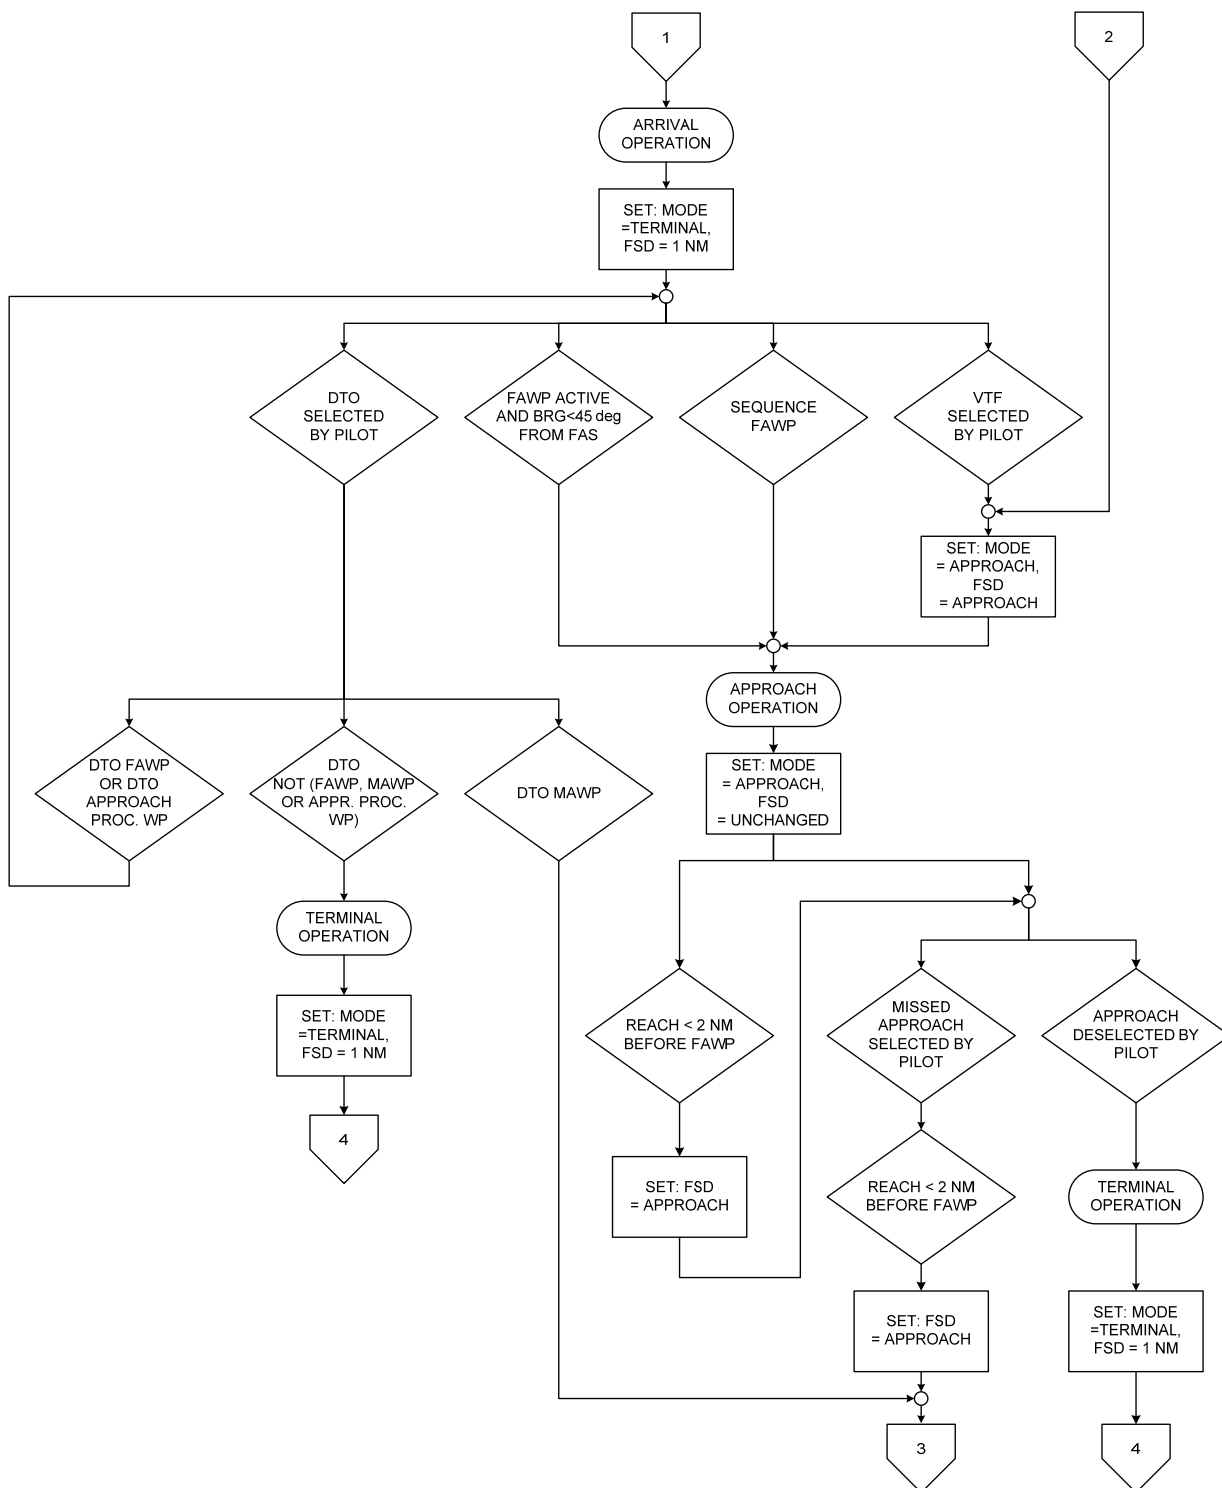 1
2
ARRIVAL
OPERATION
SET: MODE
=TERMINAL,
FSD = 1 NM
DTO
SELECTED
BY PILOT
FAWP ACTIVE
AND BRG<45 deg
FROM FAS
SEQUENCE
FAWP
VTF
SELECTED
BY PILOT
SET: MODE
= APPROACH,
FSD
= APPROACH
APPROACH
OPERATION
DTO FAWP
OR DTO
APPROACH
PROC. WP
DTO
NOT (FAWP, MAWP
OR APPR. PROC.
WP)
DTO MAWP
SET: MODE
= APPROACH,
FSD
= UNCHANGED
TERMINAL
OPERATION
SET: MODE
=TERMINAL,
FSD = 1 NM
4
REACH < 2 NM
BEFORE FAWP
MISSED
APPROACH
SELECTED BY
PILOT
APPROACH
DESELECTED BY
PILOT
SET: FSD
= APPROACH
REACH < 2 NM
BEFORE FAWP
TERMINAL
OPERATION
SET: FSD
= APPROACH
SET: MODE
=TERMINAL,
FSD = 1 NM
3
4